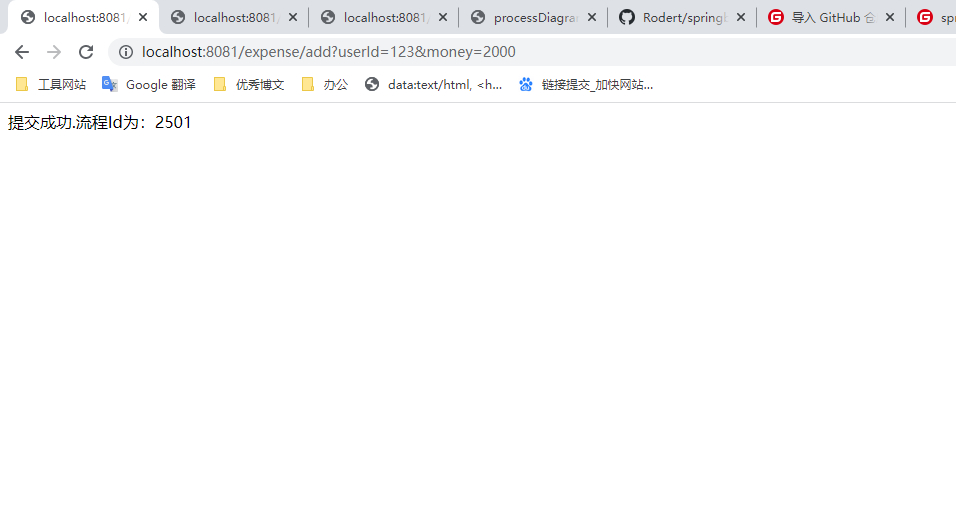 localhost:8081/ localhost:8081/ localhost:8081/ processDiagra Rodert/spring 导入 GitHub sp
localhost:8081/expense/add?userId=123&money=2000
工具网站 Google 翻译 优秀博文 办公 data:text/html, <h... 链接提交_加快网站...
提交成功.流程Id为：2501